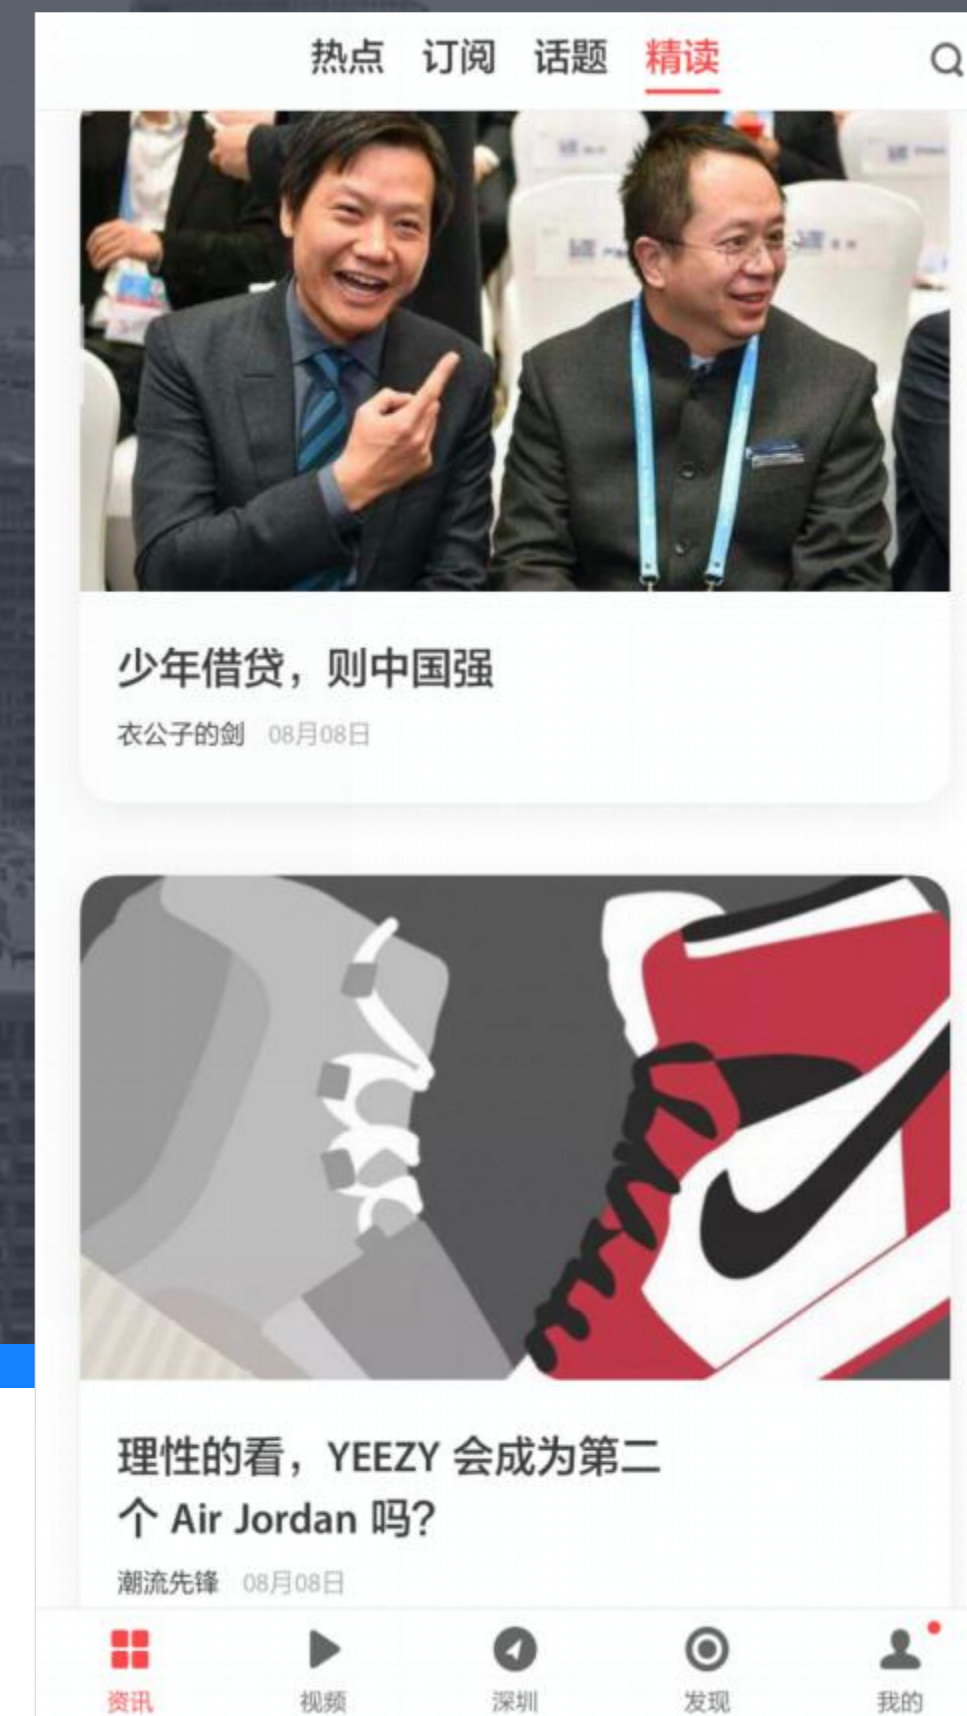 热点 订阅 话题 精读
少年借贷，则中国强
衣公子的剑 08月08日
理性的看，YEEZY 会成为第二
个 Air Jordan 吗？
潮流先锋 08月08日
资讯 视频 深圳 发现 我的